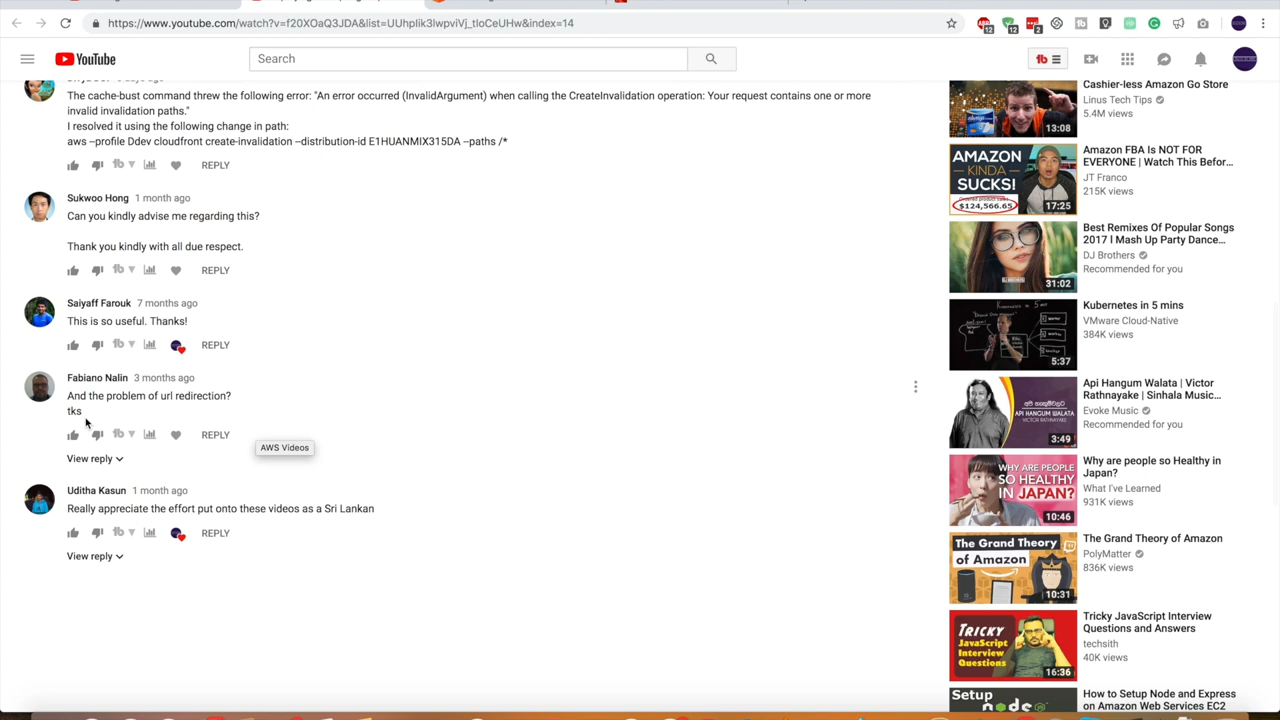 https://www.youtube.com/watch?v=f20XOaQ3JDA&list=UUhplik3lwpviVj_tloCeUHw&index=14
12
12
2
YouTube
Search
The cache-bust command threw the following error: "An error occurred (InvalidArgument) when calling the CreateInvalidation operation: Your request contains one or more
invalid invalidation paths."
I resolved it using the following change in path.
aws --profile Ddev cloudfront create-invalidation --distribution-id E1HUANMIX315DA --paths /*
REPLY
Sukwoo Hong 1 month ago
Can you kindly advise me regarding this?
Thank you kindly with all due respect.
REPLY
Saiyaff Farouk 7 months ago
This is so useful. Thanks!
REPLY
Fabiano Nalin 3 months ago
And the problem of url redirection?
tks
REPLY
AWS Videos
View reply
Uditha Kasun 1 month ago
Really appreciate the effort put onto these videos as a Sri Lankan
REPLY
View reply
Cashier-less Amazon Go Store
Linus Tech Tips
5.4M views
13:08
AMAZON
KINDA
SUCKS!
$124,566.65
17:25
Amazon FBA Is NOT FOR
EVERYONE | Watch This Befor...
JT Franco
215K views
31:02
Best Remixes Of Popular Songs
2017 l Mash Up Party Dance...
DJ Brothers
Recommended for you
5:37
Kubernetes in 5 mins
VMware Cloud-Native
384K views
API HANGUM WALATA
3:49
Api Hangum Walata | Victor
Rathnayake | Sinhala Music...
Evoke Music
Recommended for you
WHY ARE PEOPLE
SO HEALTHY
IN JAPAN?
10:46
Why are people so Healthy in
Japan?
What I've Learned
931K views
The Grand Theory
of Amazon
10:31
The Grand Theory of Amazon
PolyMatter
836K views
TRICKY
JAVASCRIPT
INTERVIEW
QUESTIONS
16:36
Tricky JavaScript Interview
Questions and Answers
techsith
40K views
Setup
node
How to Setup Node and Express
on Amazon Web Services EC2